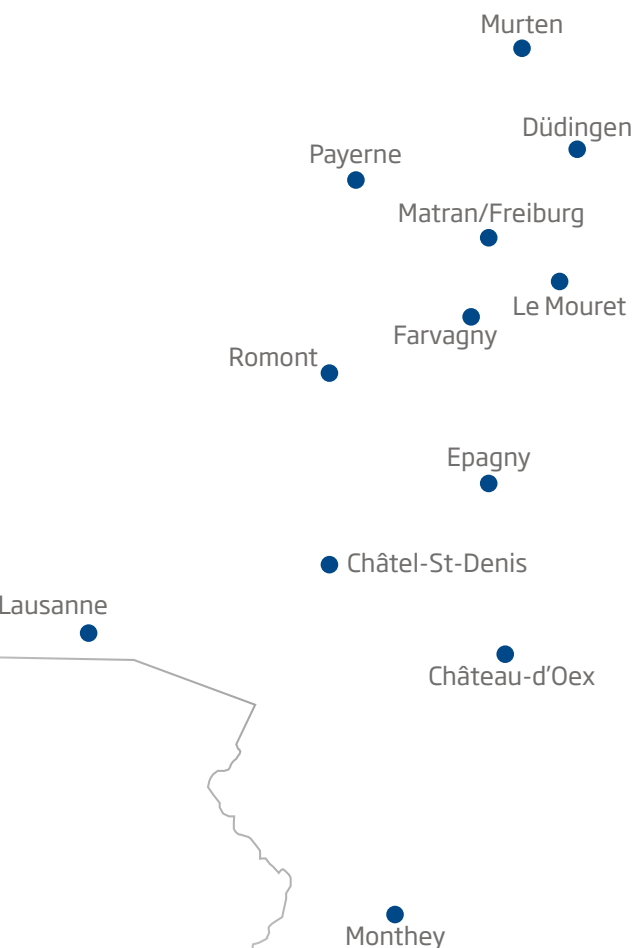 Murten
Düdingen
Payerne
Matran/Freiburg
Le Mouret
Farvagny
Romont
Epagny
Châtel-St-Denis
Lausanne
Château-d'Oex
Monthey